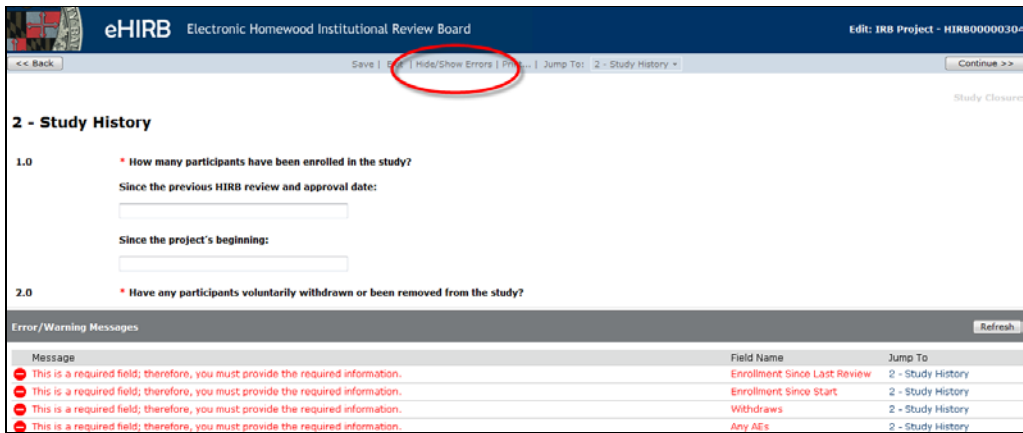 eHIRB Electronic Homewood Institutional Review Board Edit: IRB Project - HIRB00000304
<< Back Save | | Hide/Show Errors | | Jump To: 2 - Study History Continue >>
Study Closure
2 - Study History
1.0 * How many participants have been enrolled in the study?
Since the previous HIRB review and approval date:
Since the project's beginning:
2.0 * Have any participants voluntarily withdrawn or been removed from the study?
Error/Warning Messages Refresh
Message Field Name Jump To
This is a required field; therefore, you must provide the required information. Enrollment Since Last Review 2 - Study History
This is a required field; therefore, you must provide the required information. Enrollment Since Start 2 - Study History
This is a required field; therefore, you must provide the required information. Withdraws 2 - Study History
This is a required field; therefore, you must provide the required information. Any AEs 2 - Study History